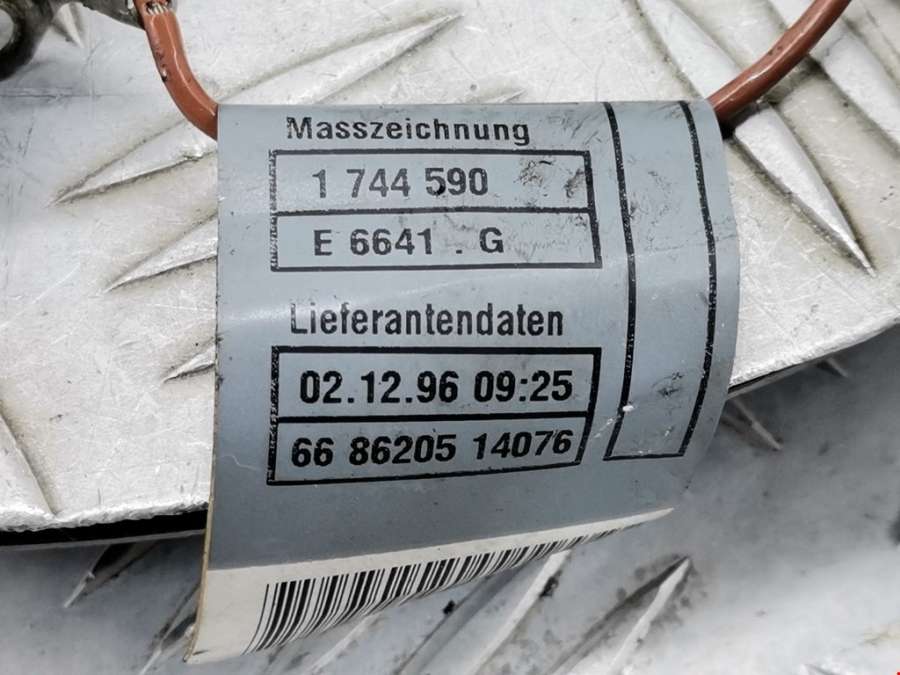 Masszeichnung
1 744 590
E 6641 . G
Lieferantendaten
02.12.96 09:25
66 86205 14076